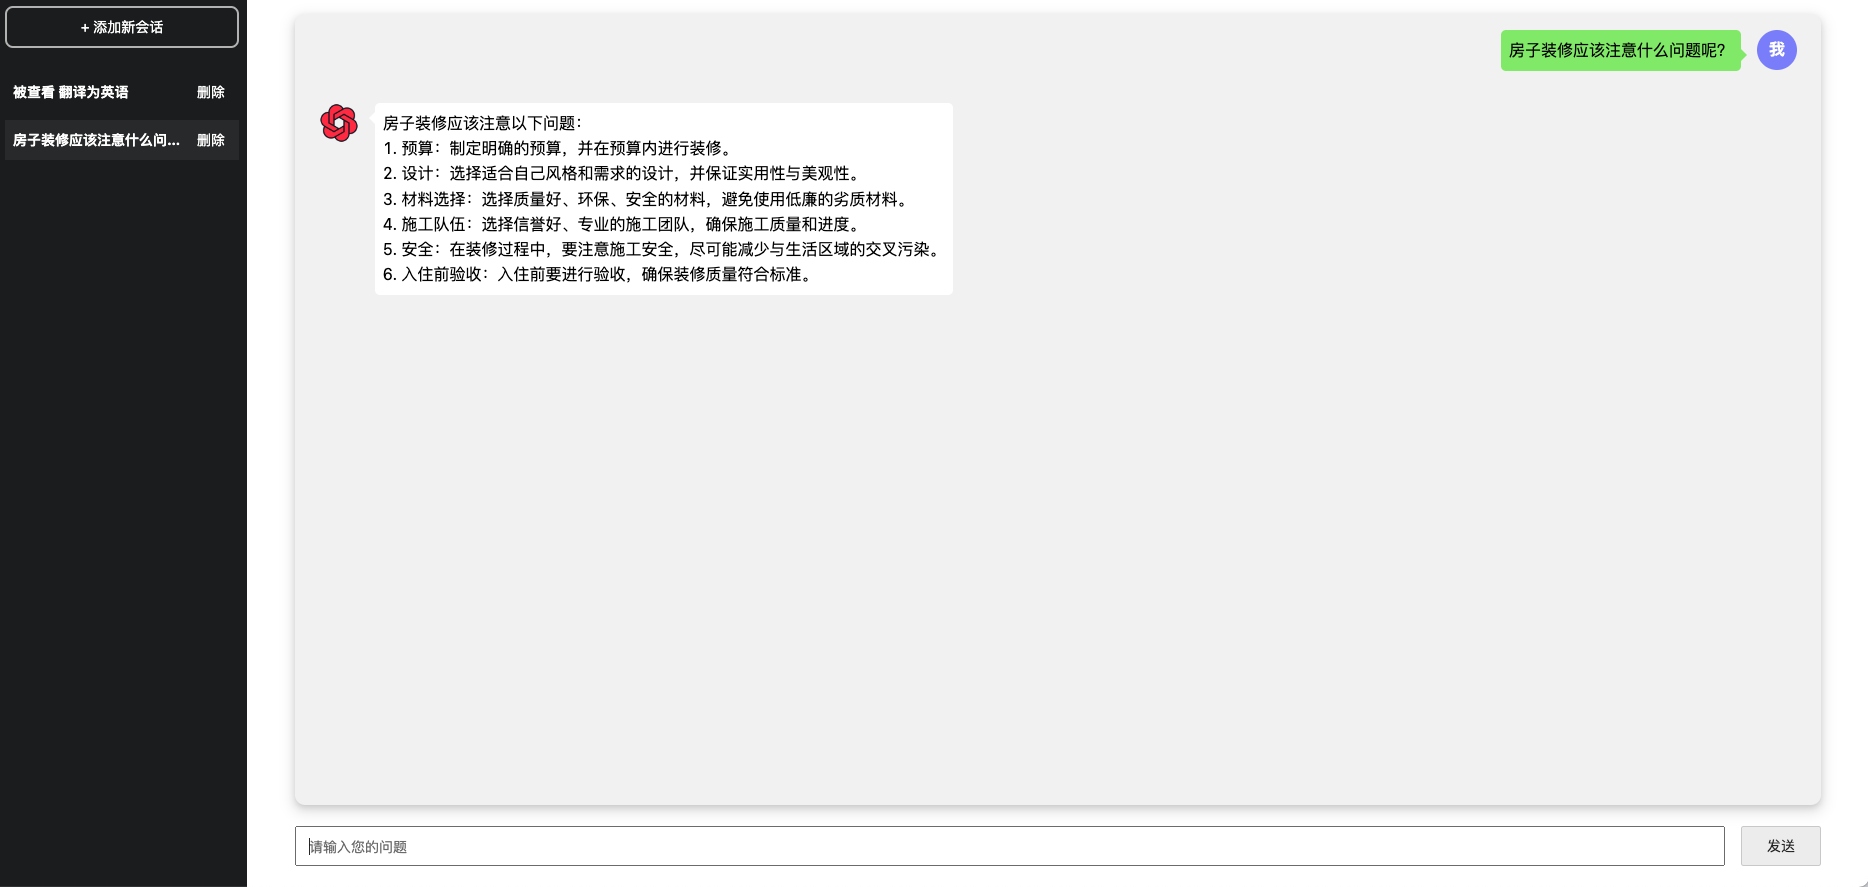 + 添加新会话
被查看 翻译为英语 删除
房子装修应该注意什么问... 删除
房子装修应该注意什么问题呢?
我
房子装修应该注意以下问题：
1. 预算：制定明确的预算，并在预算内进行装修。
2. 设计：选择适合自己风格和需求的设计，并保证实用性与美观性。
3. 材料选择：选择质量好、环保、安全的材料，避免使用低廉的劣质材料。
4. 施工队伍：选择信誉好、专业的施工团队，确保施工质量和进度。
5. 安全：在装修过程中，要注意施工安全，尽可能减少与生活区域的交叉污染。
6. 入住前验收：入住前要进行验收，确保装修质量符合标准。
请输入您的问题
发送